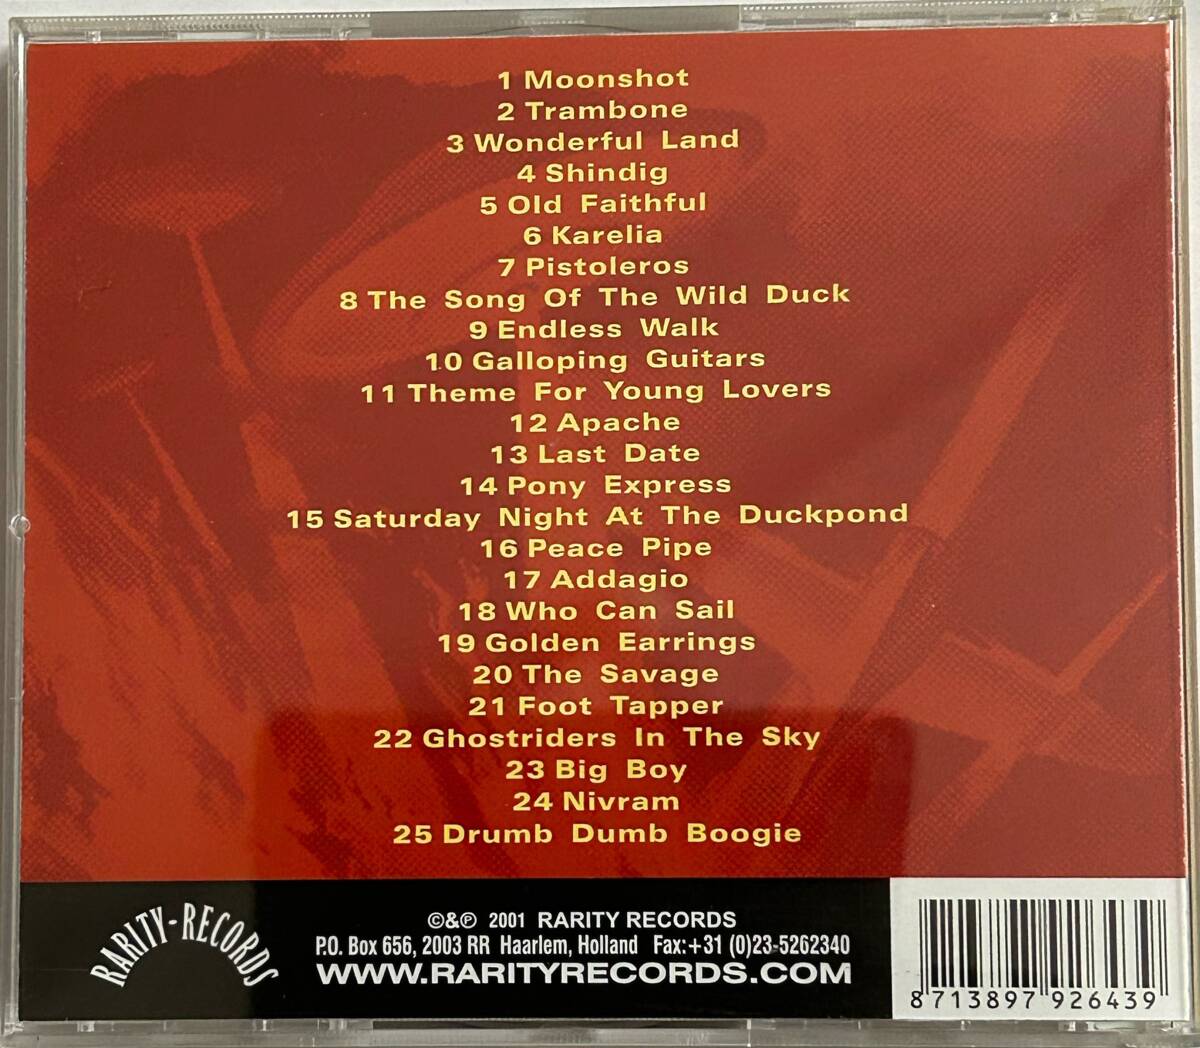 1 Moonshot
2 Trambone
3 Wonderful Land
4 Shindig
5 Old Faithful
6 Karelia
7 Pistoleros
8 The Song Of The Wild Duck
9 Endless Walk
10 Galloping Guitars
11 Theme For Young Lovers
12 Apache
13 Last Date
14 Pony Express
15 Saturday Night At The Duckpond
16 Peace Pipe
17 Addagio
18 Who Can Sail
19 Golden Earrings
20 The Savage
21 Foot Tapper
22 Ghostriders In The Sky
23 Big Boy
24 Nivram
25 Drumb Dumb Boogie
RARITY-RECORDS
©&℗ 2001 RARITY RECORDS
P.O. Box 656, 2003 RR Haarlem, Holland Fax:+31 (0)23-5262340
WWW.RARITYRECORDS.COM
8 713897 926439